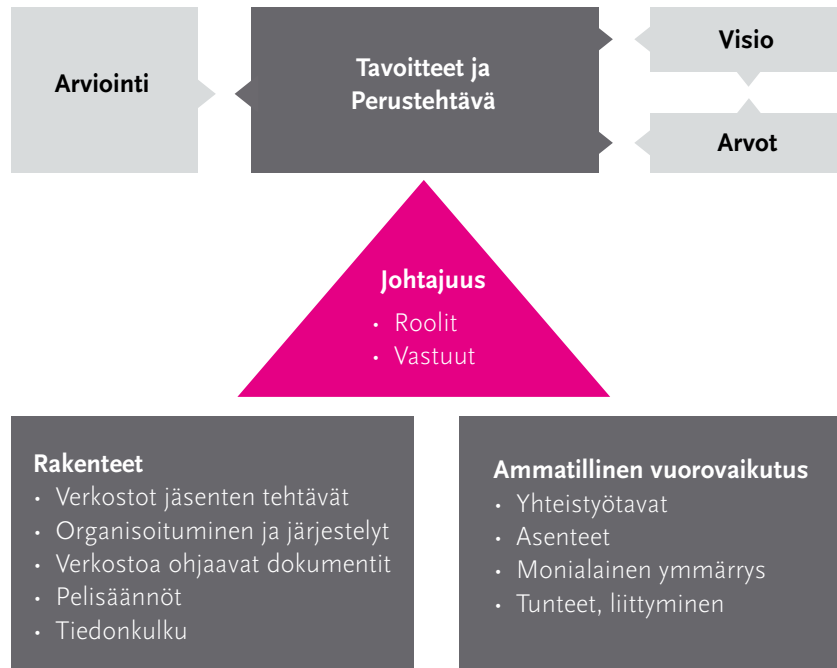 Arviointi
Tavoitteet ja
Perustehtävä
Visio
Arvot
Johtajuus
• Roolit
• Vastuut
Rakenteet
• Verkostot jäsenten tehtävät
• Organisoituminen ja järjestelyt
• Verkostoa ohjaavat dokumentit
• Pelisäännöt
• Tiedonkulku
Ammatillinen vuorovaikutus
• Yhteistyötavat
• Asenteet
• Monialainen ymmärrys
• Tunteet, liittyminen